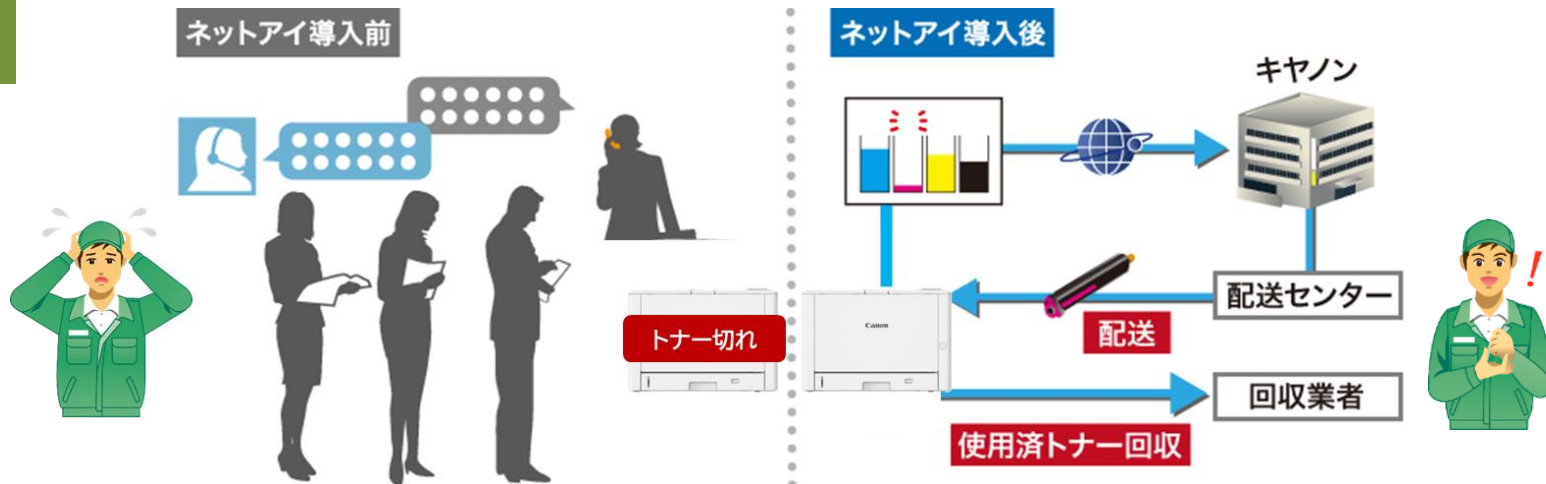 ネットアイ導入前
トナー切れ
ネットアイ導入後
キヤノン
Canon
配送センター
配送
回収業者
使用済トナー回収
!